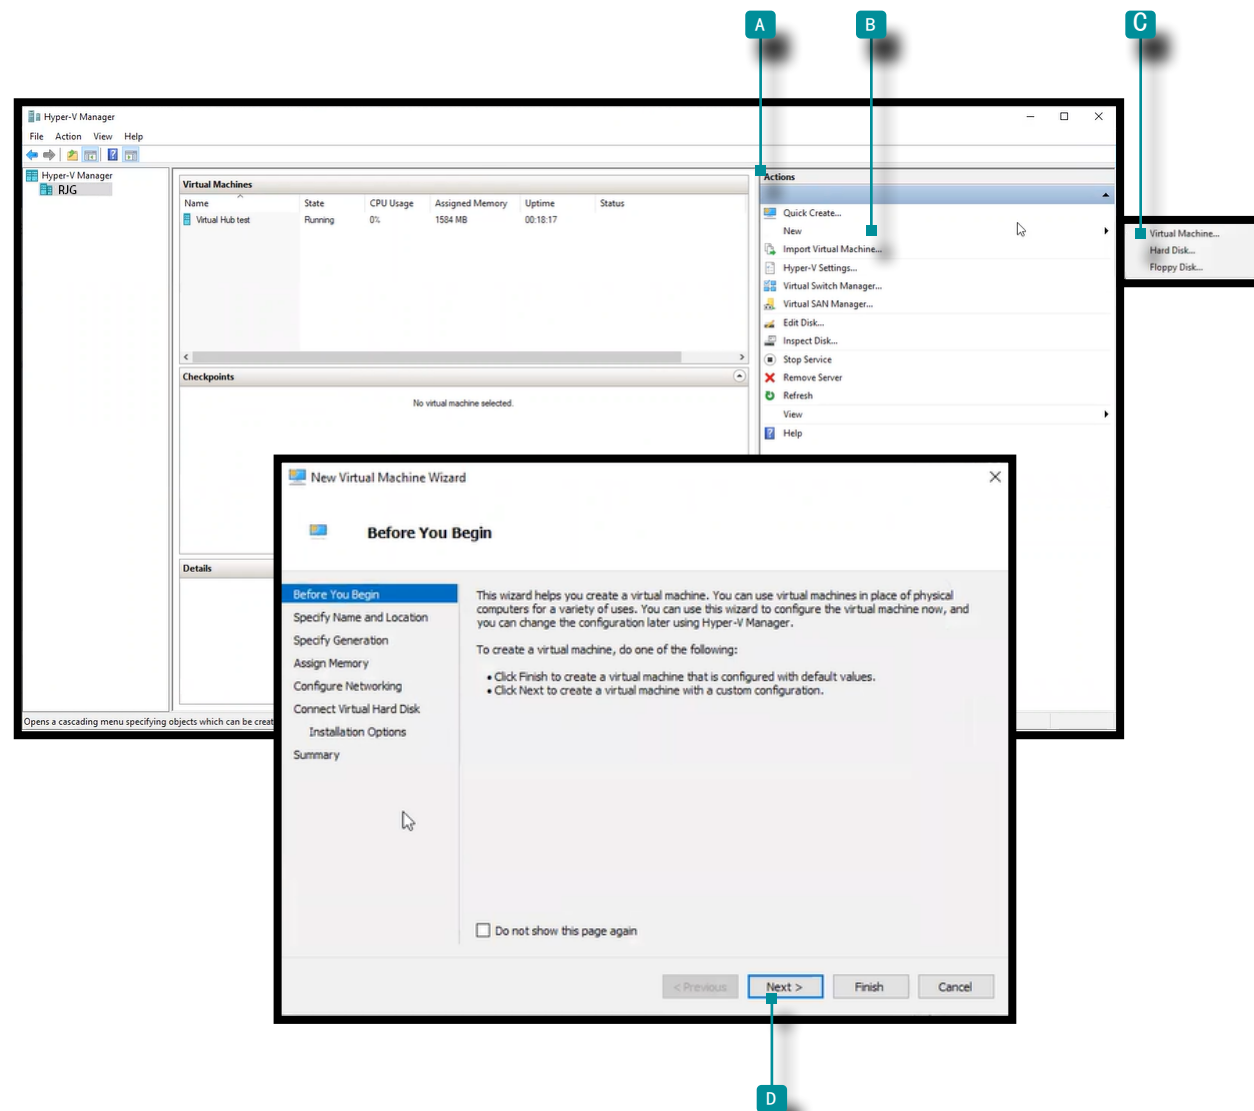 A
B
C
Hyper-V Manager
File Action View Help
Hyper-V Manager
RJG
Virtual Machines
Name State CPU Usage Assigned Memory Uptime Status
Virtual Hub test Running 0% 1584 MB 00:18:17
Checkpoints
No virtual machine selected.
Details
Actions
Quick Create...
New
Import Virtual Machine...
Hyper-V Settings...
Virtual Switch Manager...
Virtual SAN Manager...
Edit Disk...
Inspect Disk...
Stop Service
Remove Server
Refresh
View
Help
Virtual Machine...
Hard Disk...
Floppy Disk...
Opens a cascading menu specifying objects which can be creat
New Virtual Machine Wizard
Before You Begin
Before You Begin
Specify Name and Location
Specify Generation
Assign Memory
Configure Networking
Connect Virtual Hard Disk
Installation Options
Summary
This wizard helps you create a virtual machine. You can use virtual machines in place of physical
computers for a variety of uses. You can use this wizard to configure the virtual machine now, and
you can change the configuration later using Hyper-V Manager.
To create a virtual machine, do one of the following:
• Click Finish to create a virtual machine that is configured with default values.
• Click Next to create a virtual machine with a custom configuration.
Do not show this page again
< Previous Next > Finish Cancel
D